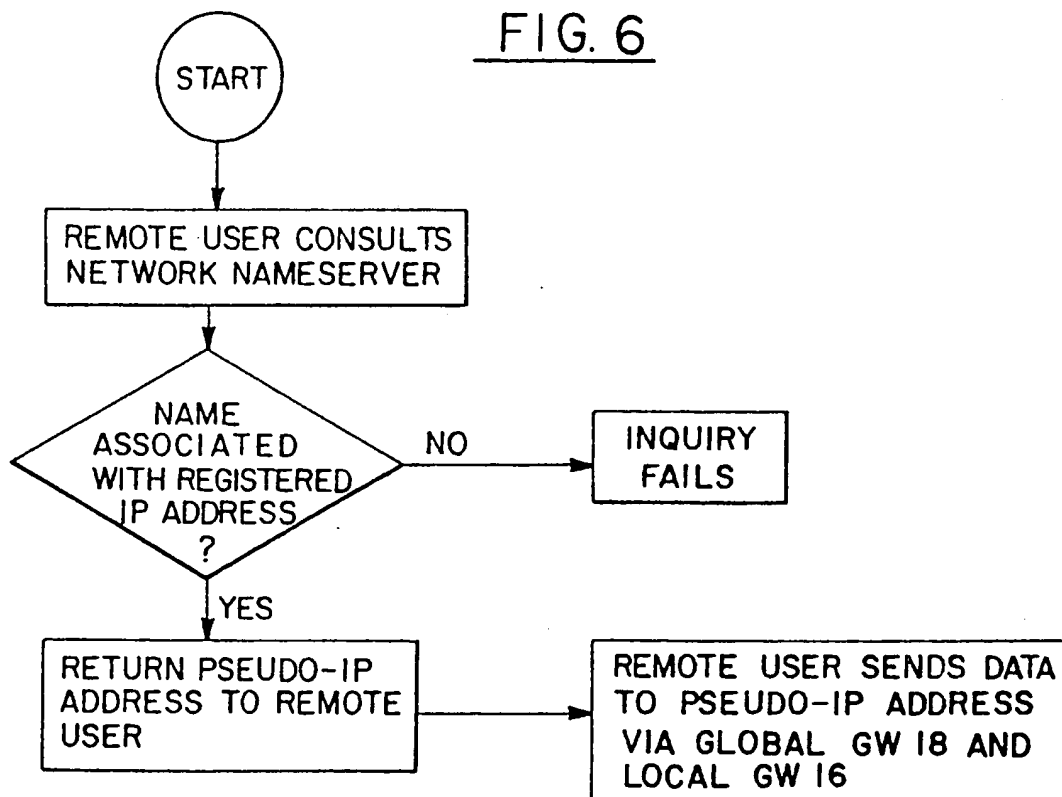 FIG. 6
START
REMOTE USER CONSULTS
NETWORK NAMESERVER
NAME
ASSOCIATED
WITH REGISTERED
IP ADDRESS
?
NO
INQUIRY
FAILS
YES
RETURN PSEUDO-IP
ADDRESS TO REMOTE
USER
REMOTE USER SENDS DATA
TO PSEUDO-IP ADDRESS
VIA GLOBAL GW 18 AND
LOCAL GW 16